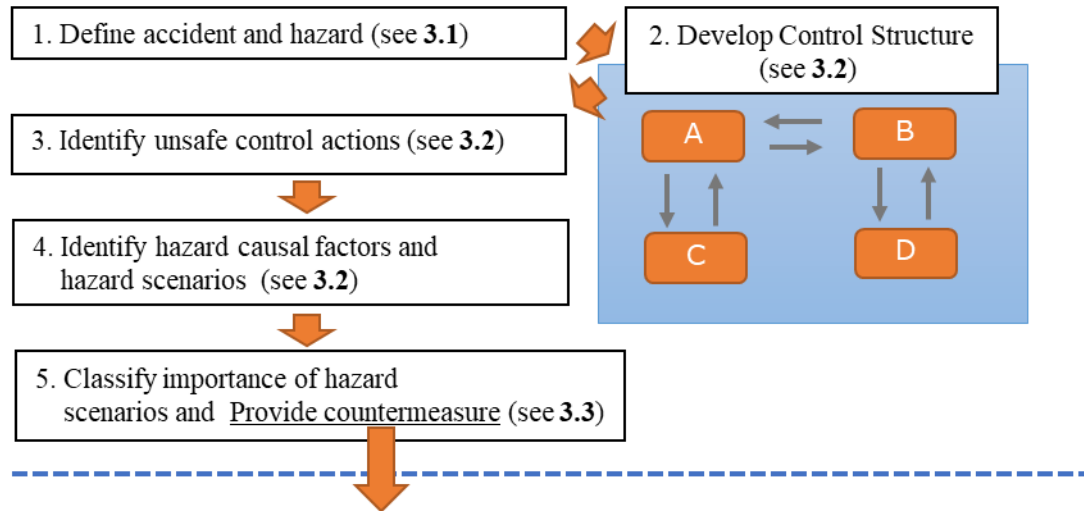 1. Define accident and hazard (see 3.1)
2. Develop Control Structure
(see 3.2)
3. Identify unsafe control actions (see 3.2)
4. Identify hazard causal factors and
hazard scenarios (see 3.2)
5. Classify importance of hazard
scenarios and Provide countermeasure (see 3.3)
A
B
C
D